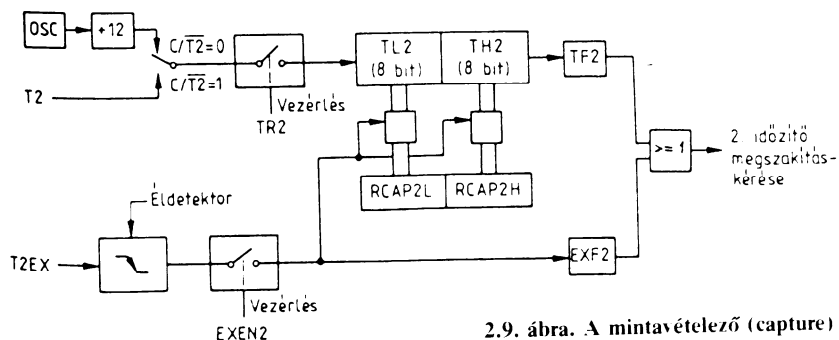 OSC
÷12
C/T2=0
C/T2=1
T2
Vezérlés
TR2
TL2
(8 bit)
TH2
(8 bit)
TF2
RCAP2L
RCAP2H
>=1
2. időzítő
megszakítás-
kérése
Éldetektor
T2EX
Vezérlés
EXEN2
EXF2
2.9. ábra. A mintavételező (capture)